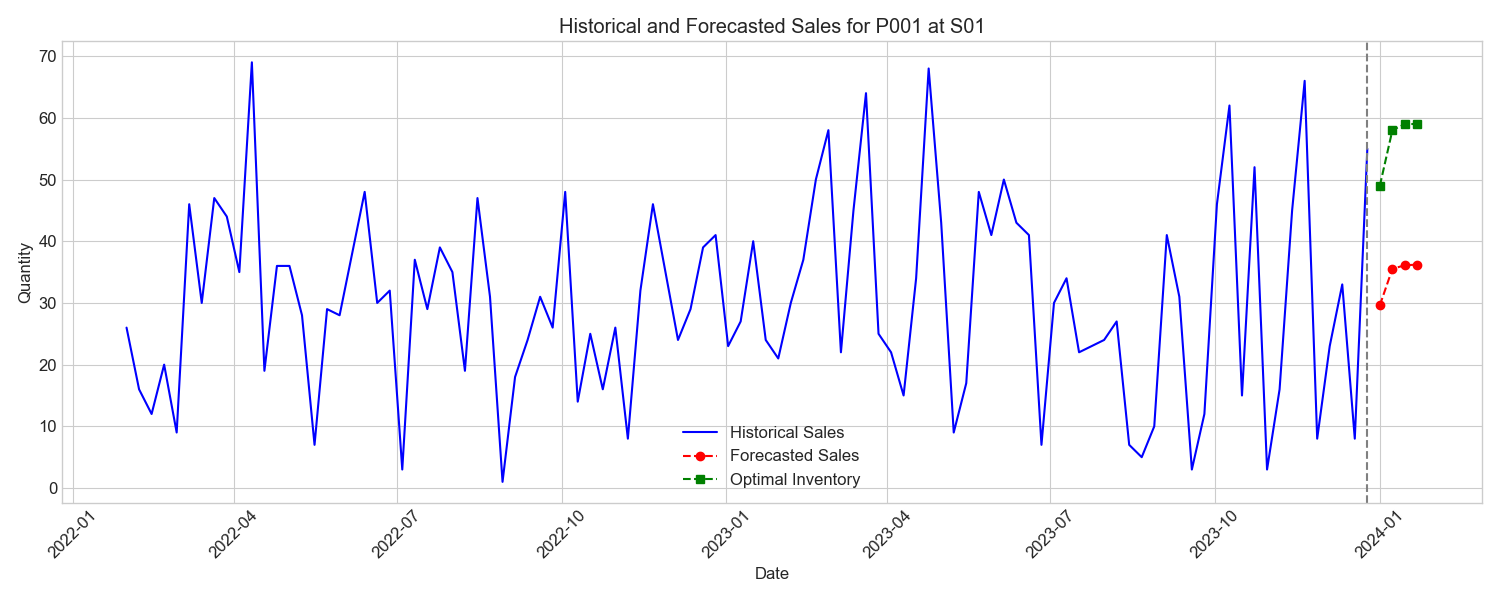 Historical and Forecasted Sales for P001 at S01
Quantity
70
60
50
40
30
20
10
0
Historical Sales
Forecasted Sales
Optimal Inventory
2022-01
2022-04
2022-07
2022-10
2023-01
2023-04
2023-07
2023-10
2024-01
Date